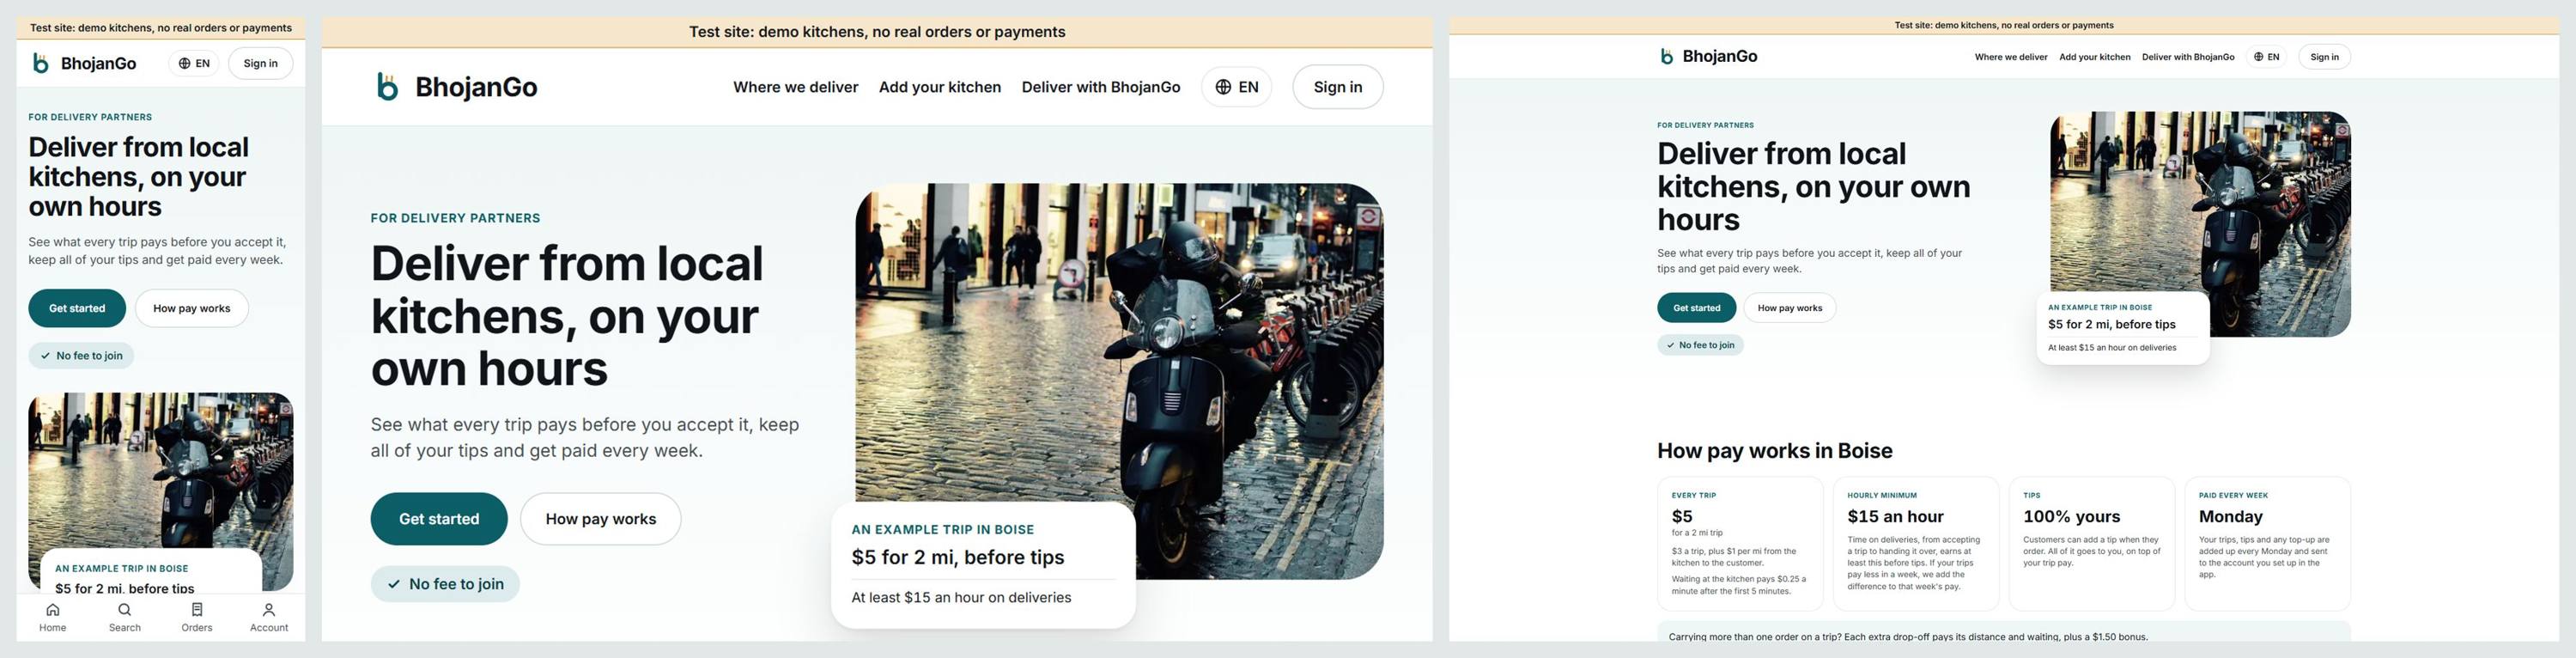 Test site: demo kitchens, no real orders or payments
BhojanGo
EN
Sign in
FOR DELIVERY PARTNERS
Deliver from local
kitchens, on your
own hours
See what every trip pays before you accept it,
keep all of your tips and get paid every week.
Get started
How pay works
No fee to join
AN EXAMPLE TRIP IN BOISE
$5 for 2 mi, before tips
Home
Search
Orders
Account
Test site: demo kitchens, no real orders or payments
BhojanGo
Where we deliver
Add your kitchen
Deliver with BhojanGo
EN
Sign in
FOR DELIVERY PARTNERS
Deliver from local
kitchens, on your
own hours
See what every trip pays before you accept it, keep
all of your tips and get paid every week.
Get started
How pay works
No fee to join
AN EXAMPLE TRIP IN BOISE
$5 for 2 mi, before tips
At least $15 an hour on deliveries
Test site: demo kitchens, no real orders or payments
BhojanGo
Where we deliver
Add your kitchen
Deliver with BhojanGo
EN
Sign in
FOR DELIVERY PARTNERS
Deliver from local
kitchens, on your own
hours
See what every trip pays before you accept it, keep all of your
tips and get paid every week.
Get started
How pay works
No fee to join
AN EXAMPLE TRIP IN BOISE
$5 for 2 mi, before tips
At least $15 an hour on deliveries
How pay works in Boise
EVERY TRIP
$5
for a 2 mi trip
$3 a trip, plus $1 per mi from the
kitchen to the customer.
Waiting at the kitchen pays $0.25 a
minute after the first 5 minutes.
HOURLY MINIMUM
$15 an hour
Time on deliveries, from accepting
a trip to handing it over, earns at
least this before tips. If your trips
pay less in a week, we add the
difference to that week's pay.
TIPS
100% yours
Customers can add a tip when they
order. All of it goes to you, on top of
your trip pay.
PAID EVERY WEEK
Monday
Your trips, tips and any top-up are
added up every Monday and sent
to the account you set up in the
app.
Carrying more than one order on a trip? Each extra drop-off pays its distance and waiting, plus a $1.50 bonus.